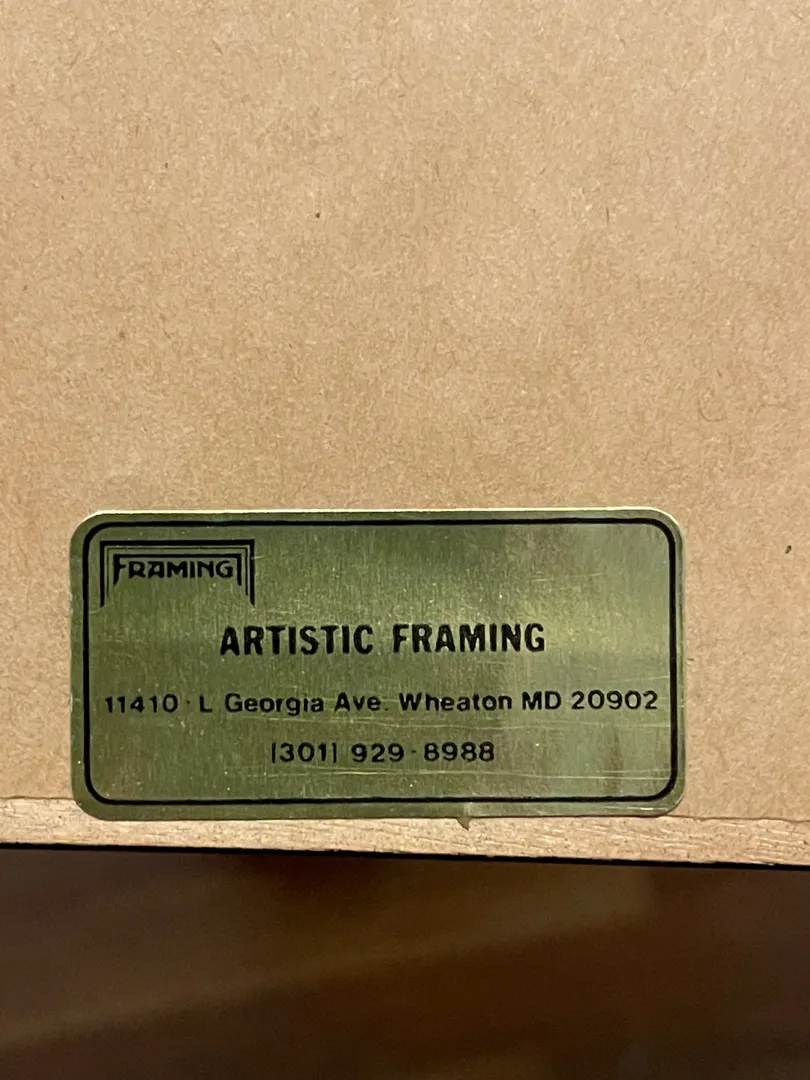 FRAMING
ARTISTIC FRAMING
11410 · L Georgia Ave. Wheaton MD 20902
(301) 929 - 8988